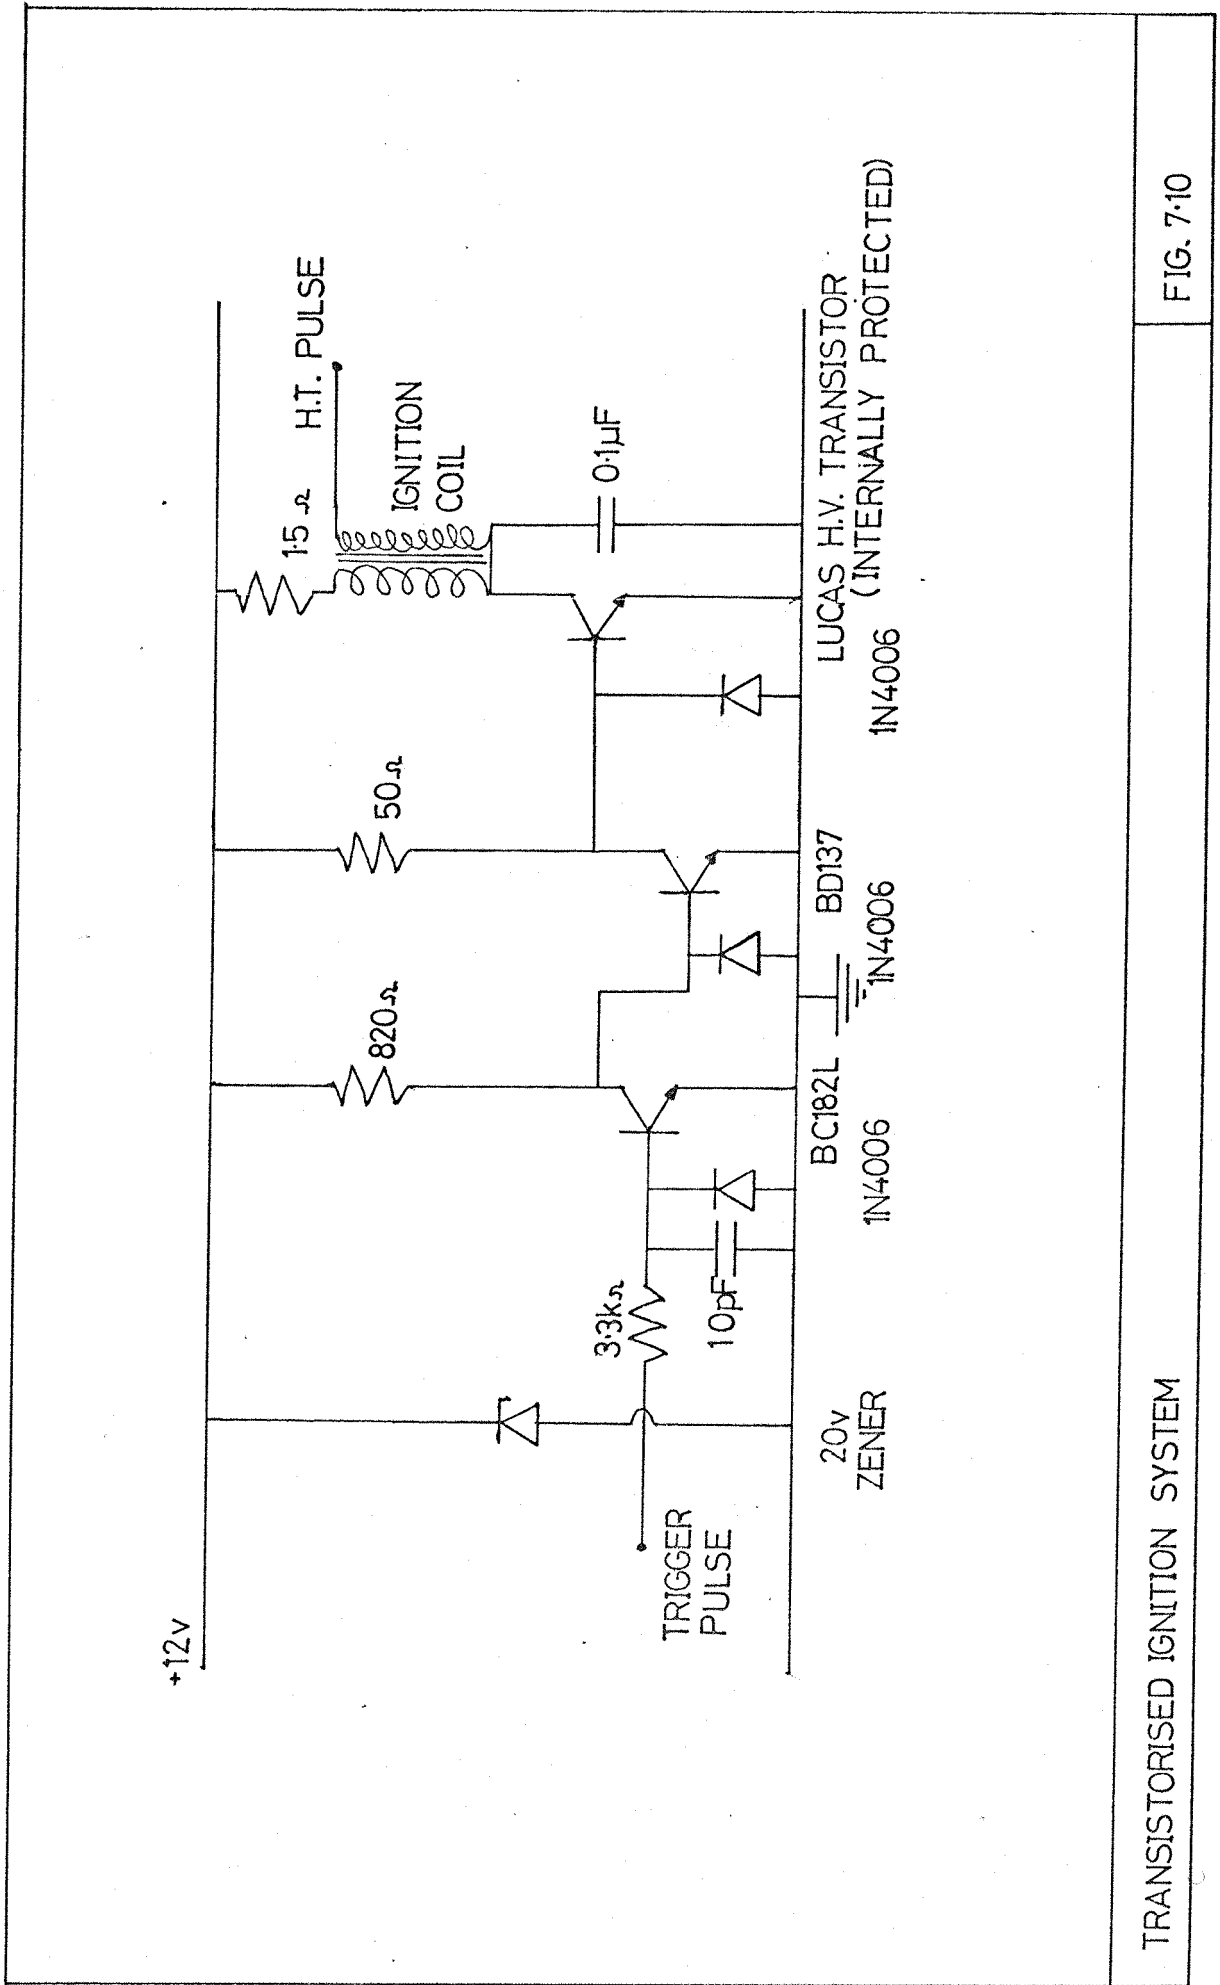 +12v
TRIGGER
PULSE
20v
ZENER
3·3kΩ
10pF
1N4006
BC182L
820Ω
1N4006
BD137
50Ω
1N4006
LUCAS H.V. TRANSISTOR
(INTERNALLY PROTECTED)
1·5Ω
H.T. PULSE
IGNITION
COIL
0·1µF
TRANSISTORISED IGNITION SYSTEM
FIG. 7·10